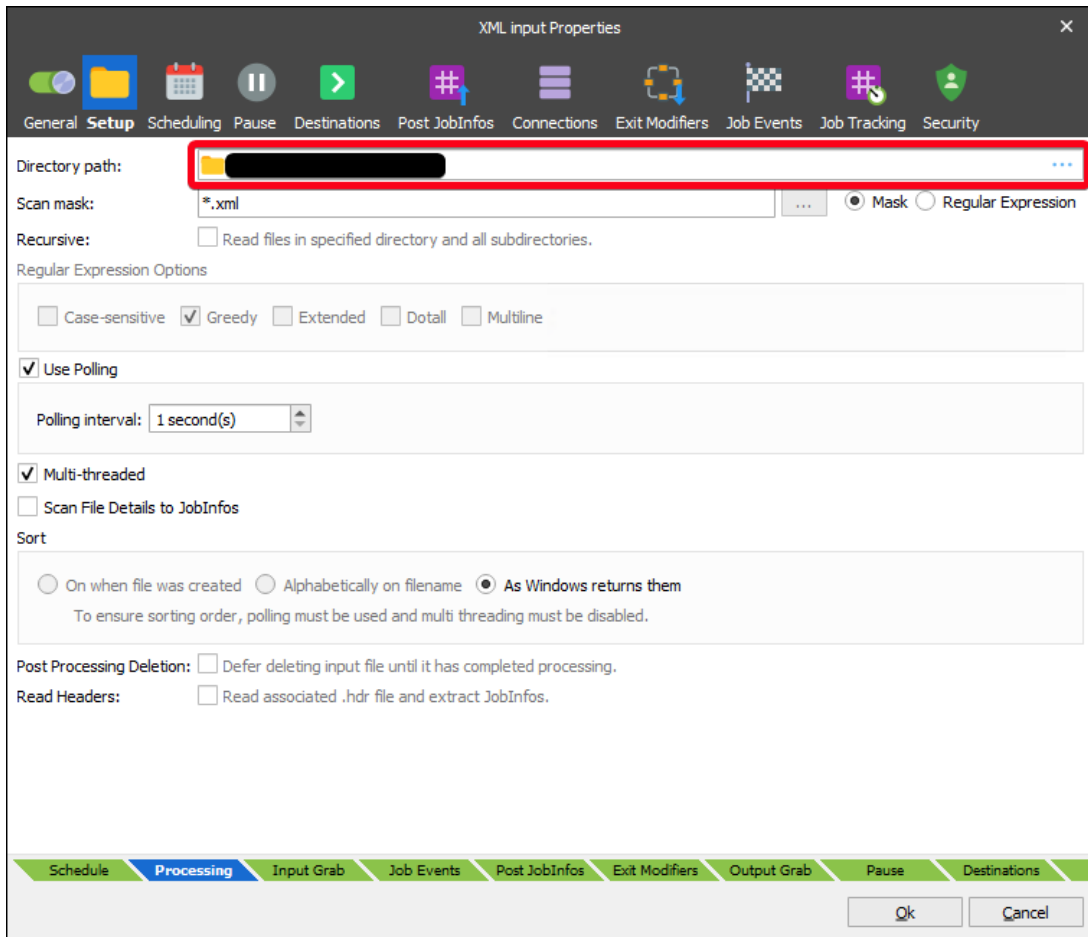 XML input Properties
General Setup Scheduling Pause Destinations Post JobInfos Connections Exit Modifiers Job Events Job Tracking Security
Directory path: ...
Scan mask: *.xml ... Mask Regular Expression
Recursive: Read files in specified directory and all subdirectories.
Regular Expression Options
Case-sensitive Greedy Extended Dotall Multiline
Use Polling
Polling interval: 1 second(s)
Multi-threaded
Scan File Details to JobInfos
Sort
On when file was created Alphabetically on filename As Windows returns them
To ensure sorting order, polling must be used and multi threading must be disabled.
Post Processing Deletion: Defer deleting input file until it has completed processing.
Read Headers: Read associated .hdr file and extract JobInfos.
Schedule Processing Input Grab Job Events Post JobInfos Exit Modifiers Output Grab Pause Destinations
Ok Cancel